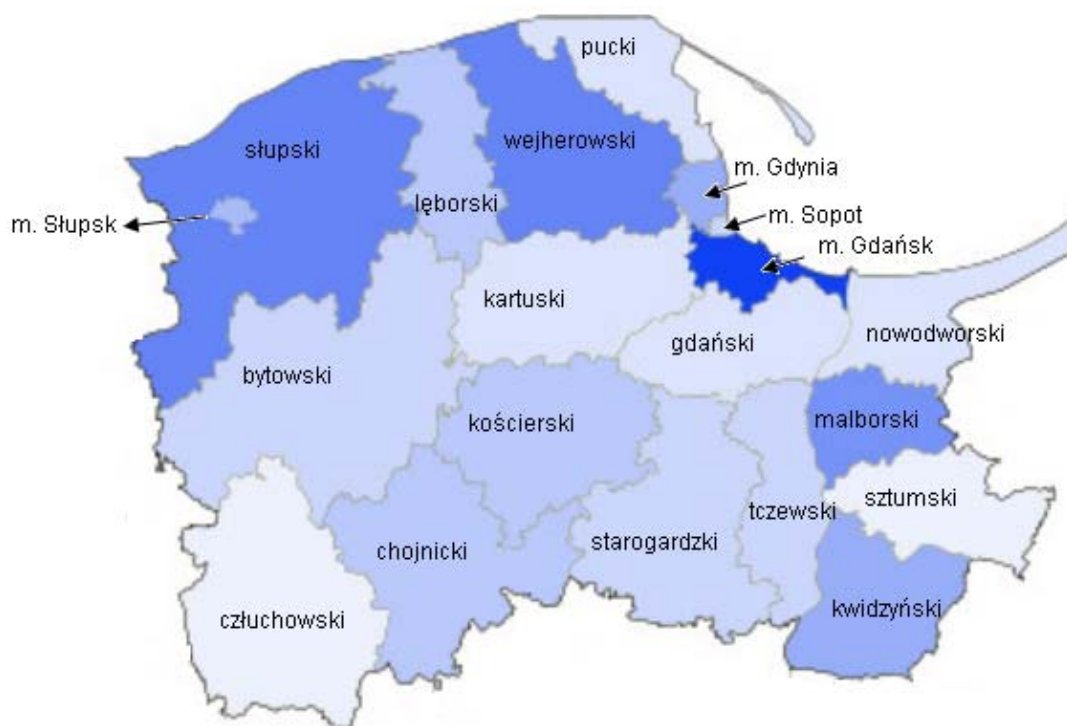 pucki
słupski
wejherowski
m. Gdynia
lęborski
m. Słupsk
m. Sopot
m. Gdańsk
kartuski
nowodworski
gdański
bytowski
kościerski
malborski
sztumski
tczewski
starogardzki
chojnicki
kwidzyński
człuchowski